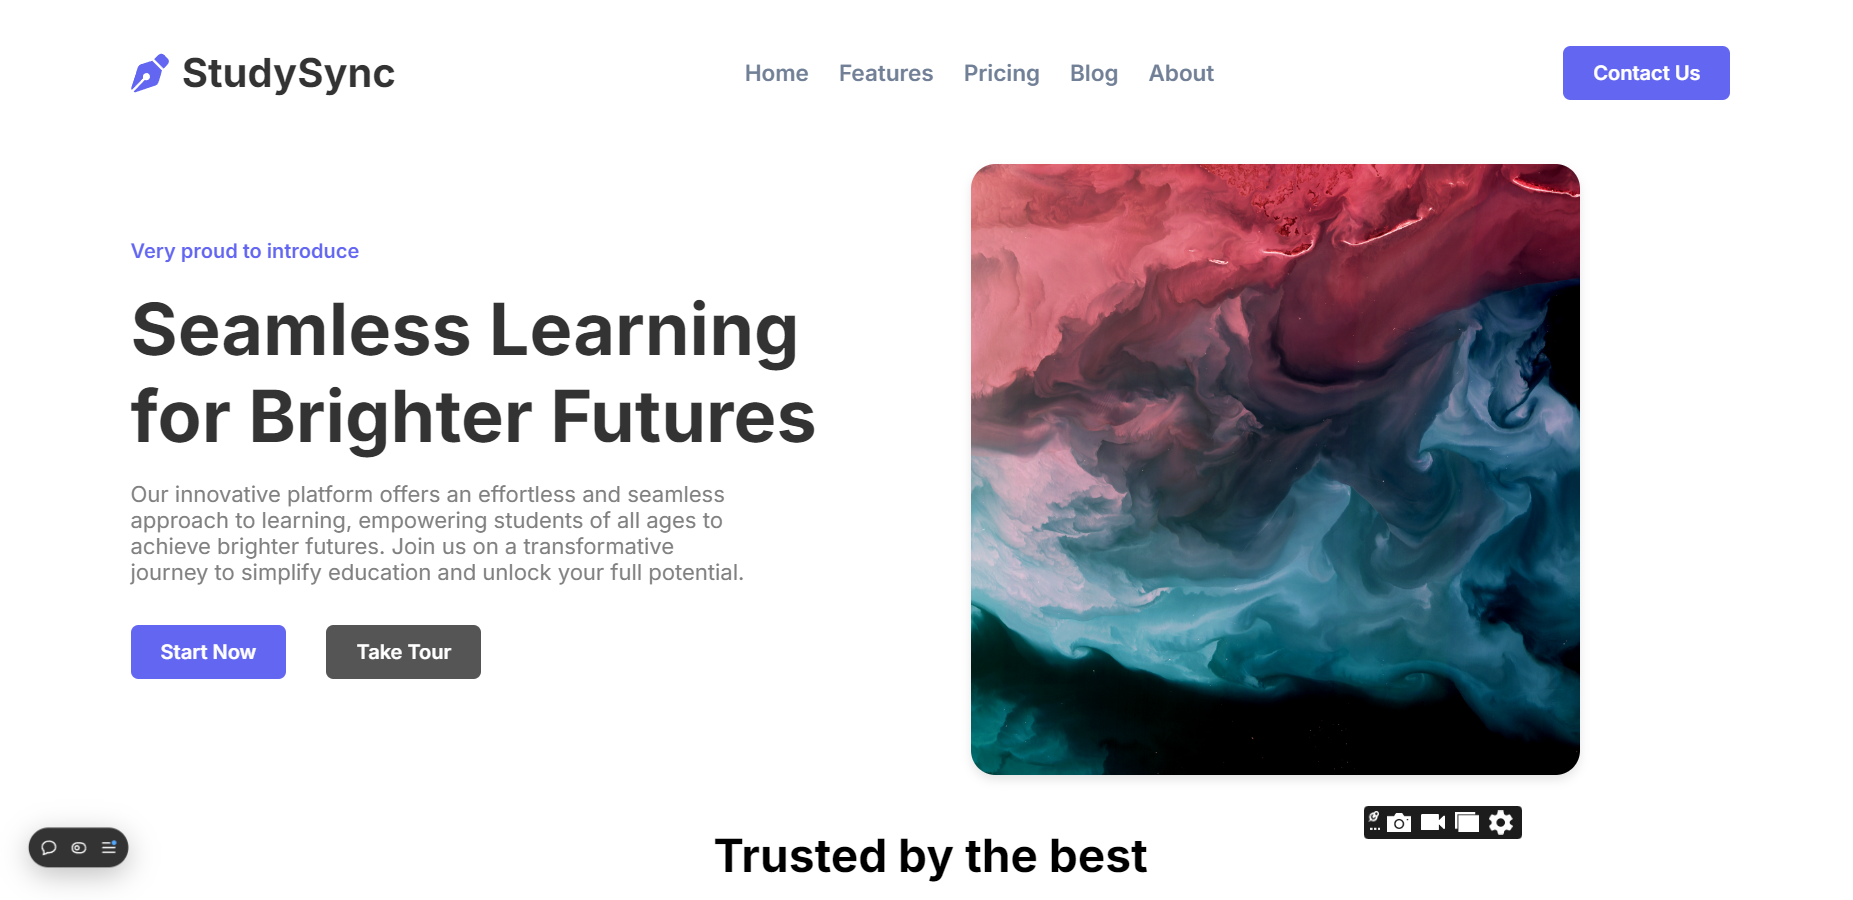 StudySync
Home Features Pricing Blog About
Contact Us
Very proud to introduce
Seamless Learning
for Brighter Futures
Our innovative platform offers an effortless and seamless
approach to learning, empowering students of all ages to
achieve brighter futures. Join us on a transformative
journey to simplify education and unlock your full potential.
Start Now
Take Tour
Trusted by the best